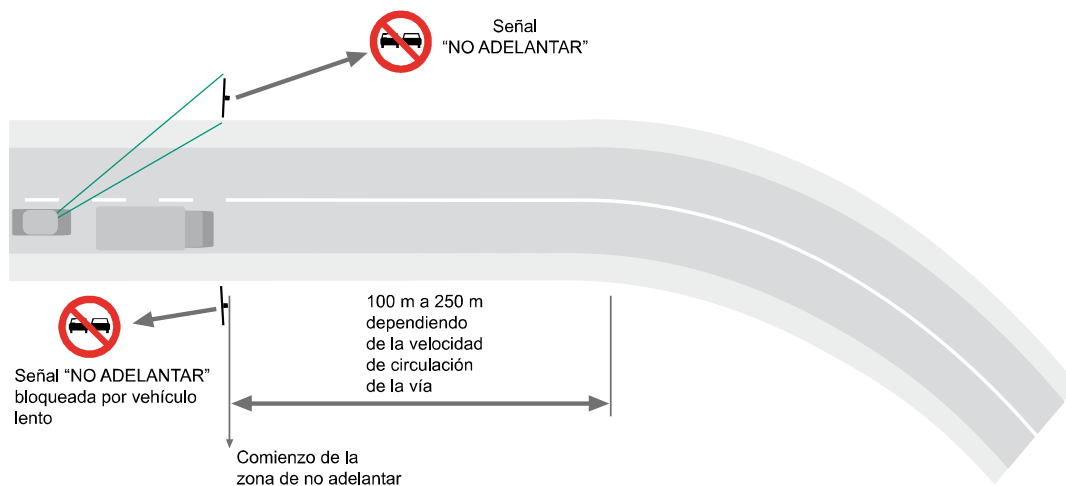 Señal
“NO ADELANTAR”
100 m a 250 m
dependiendo
de la velocidad
de circulación
de la vía
Señal “NO ADELANTAR”
bloqueada por vehículo
lento
Comienzo de la
zona de no adelantar